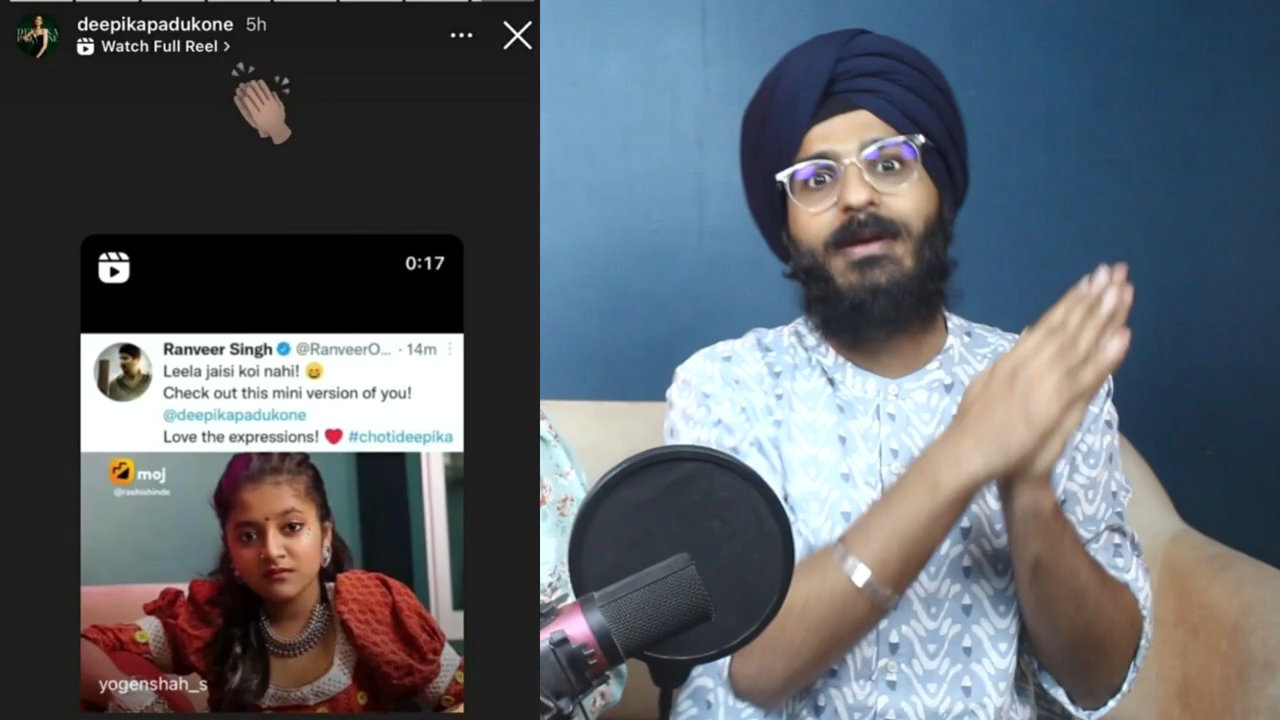 deepikapadukone 5h
Watch Full Reel >
0:17
Ranveer Singh @RanveerO... · 14m
Leela jaisi koi nahi! 😄
Check out this mini version of you!
@deepikapadukone
Love the expressions! ❤️ #chotideepika
moj
@rashishinde
yogenshah_s